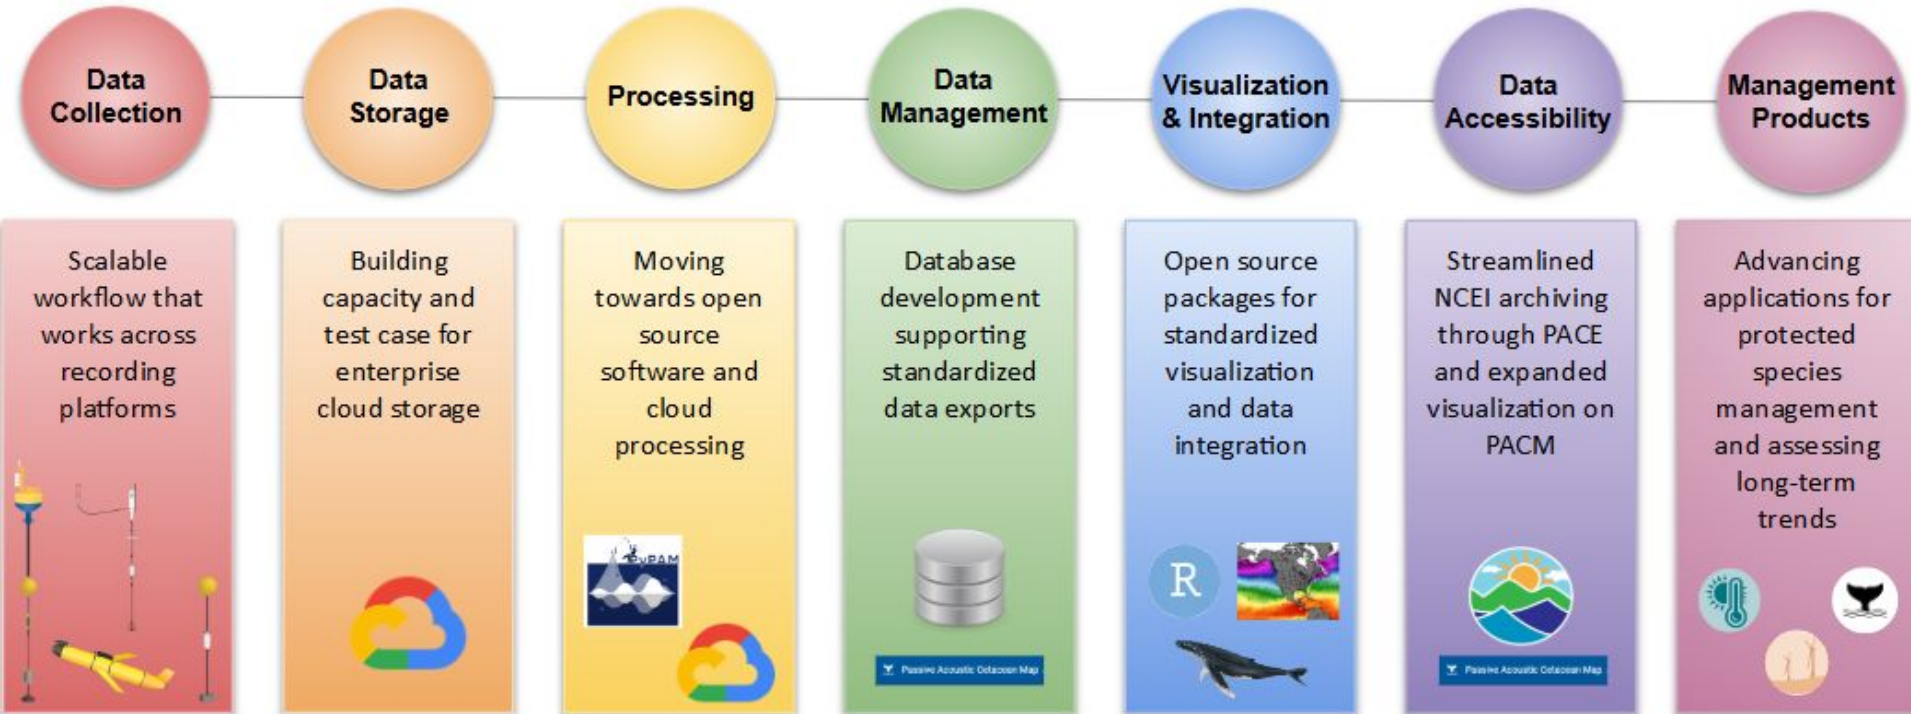 Data
Collection
Data
Storage
Processing
Data
Management
Visualization
& Integration
Data
Accessibility
Management
Products
Scalable
workflow that
works across
recording
platforms
Building
capacity and
test case for
enterprise
cloud storage
Moving
towards open
source
software and
cloud
processing
PyPAM
Database
development
supporting
standardized
data exports
Passive Acoustic Cetacean Map
Open source
packages for
standardized
visualization
and data
integration
R
Streamlined
NCEI archiving
through PACE
and expanded
visualization on
PACM
Passive Acoustic Cetacean Map
Advancing
applications for
protected
species
management
and assessing
long-term
trends